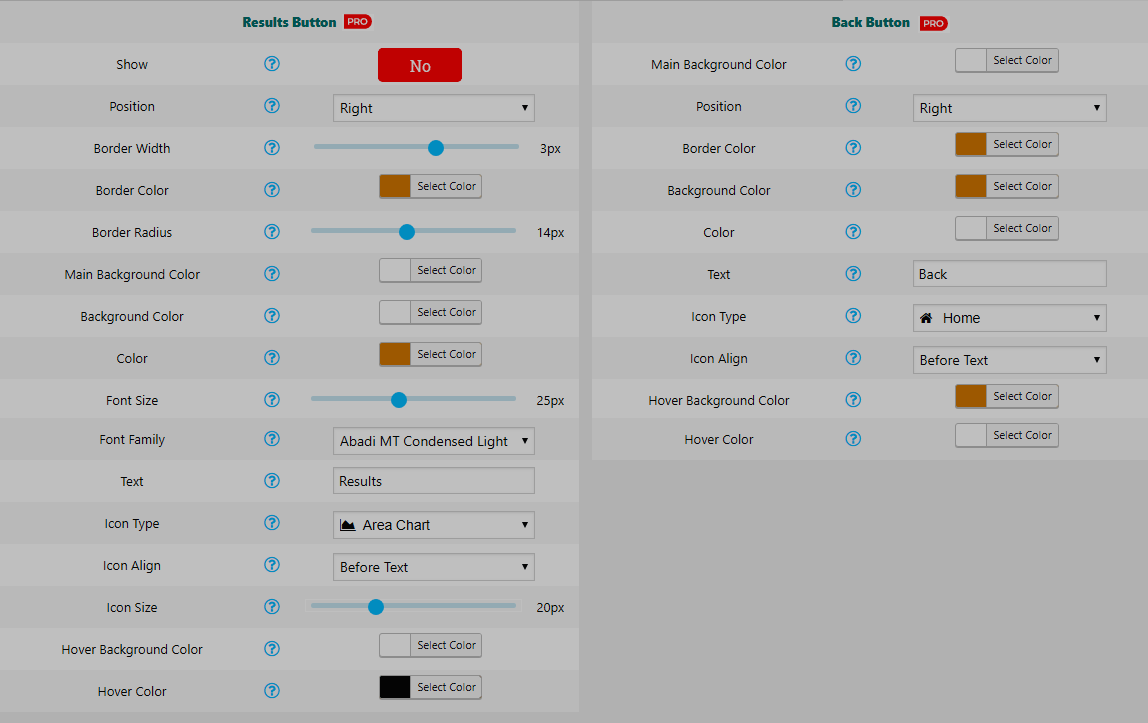 Results Button PRO
Show ? No
Position ? Right
Border Width ? 3px
Border Color ? Select Color
Border Radius ? 14px
Main Background Color ? Select Color
Background Color ? Select Color
Color ? Select Color
Font Size ? 25px
Font Family ? Abadi MT Condensed Light
Text ? Results
Icon Type ? Area Chart
Icon Align ? Before Text
Icon Size ? 20px
Hover Background Color ? Select Color
Hover Color ? Select Color
Back Button PRO
Main Background Color ? Select Color
Position ? Right
Border Color ? Select Color
Background Color ? Select Color
Color ? Select Color
Text ? Back
Icon Type ? Home
Icon Align ? Before Text
Hover Background Color ? Select Color
Hover Color ? Select Color